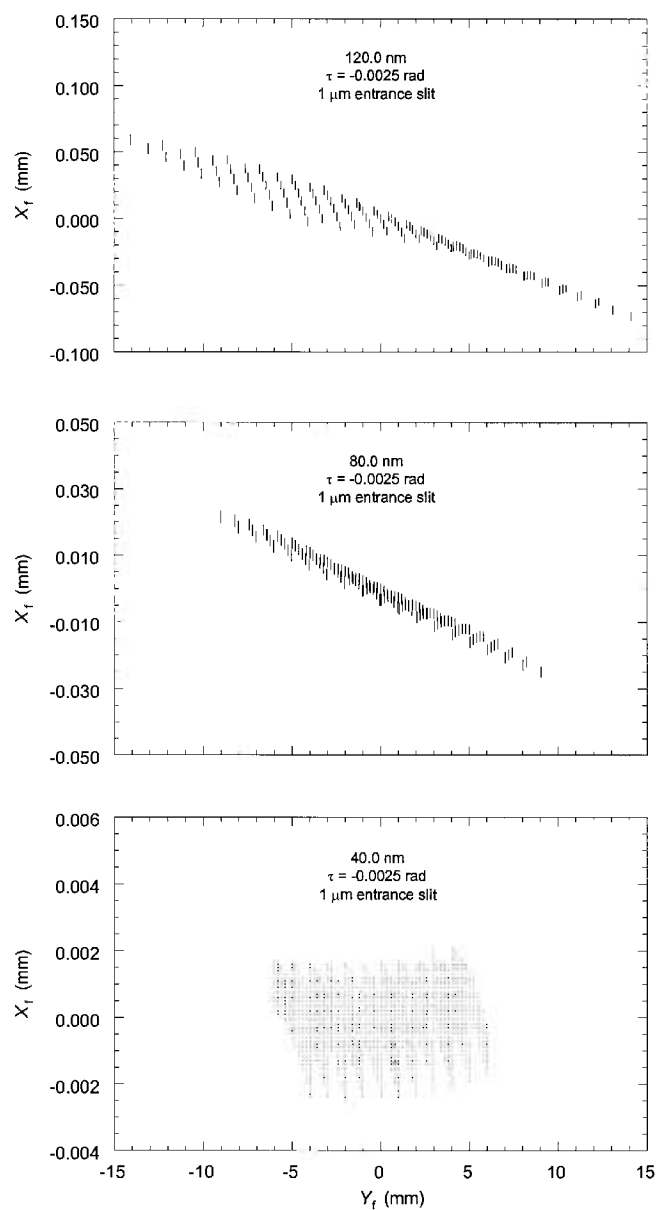 0.150
0.100
0.050
0.000
-0.050
-0.100
X_f (mm)
120.0 nm
τ = -0.0025 rad
1 μm entrance slit
0.050
0.030
0.010
-0.010
-0.030
-0.050
X_f (mm)
80.0 nm
τ = -0.0025 rad
1 μm entrance slit
0.006
0.004
0.002
0.000
-0.002
-0.004
X_f (mm)
40.0 nm
τ = -0.0025 rad
1 μm entrance slit
-15 -10 -5 0 5 10 15
Y_f (mm)